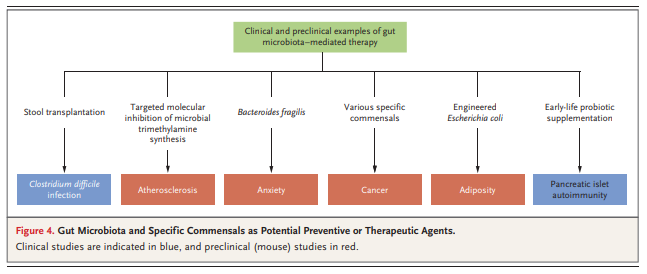 Clinical and preclinical examples of gut
microbiota–mediated therapy
Stool transplantation
Targeted molecular
inhibition of microbial
trimethylamine
synthesis
Bacteroides fragilis
Various specific
commensals
Engineered
Escherichia coli
Early-life probiotic
supplementation
Clostridium difficile
infection
Atherosclerosis
Anxiety
Cancer
Adiposity
Pancreatic islet
autoimmunity
Figure 4. Gut Microbiota and Specific Commensals as Potential Preventive or Therapeutic Agents.
Clinical studies are indicated in blue, and preclinical (mouse) studies in red.